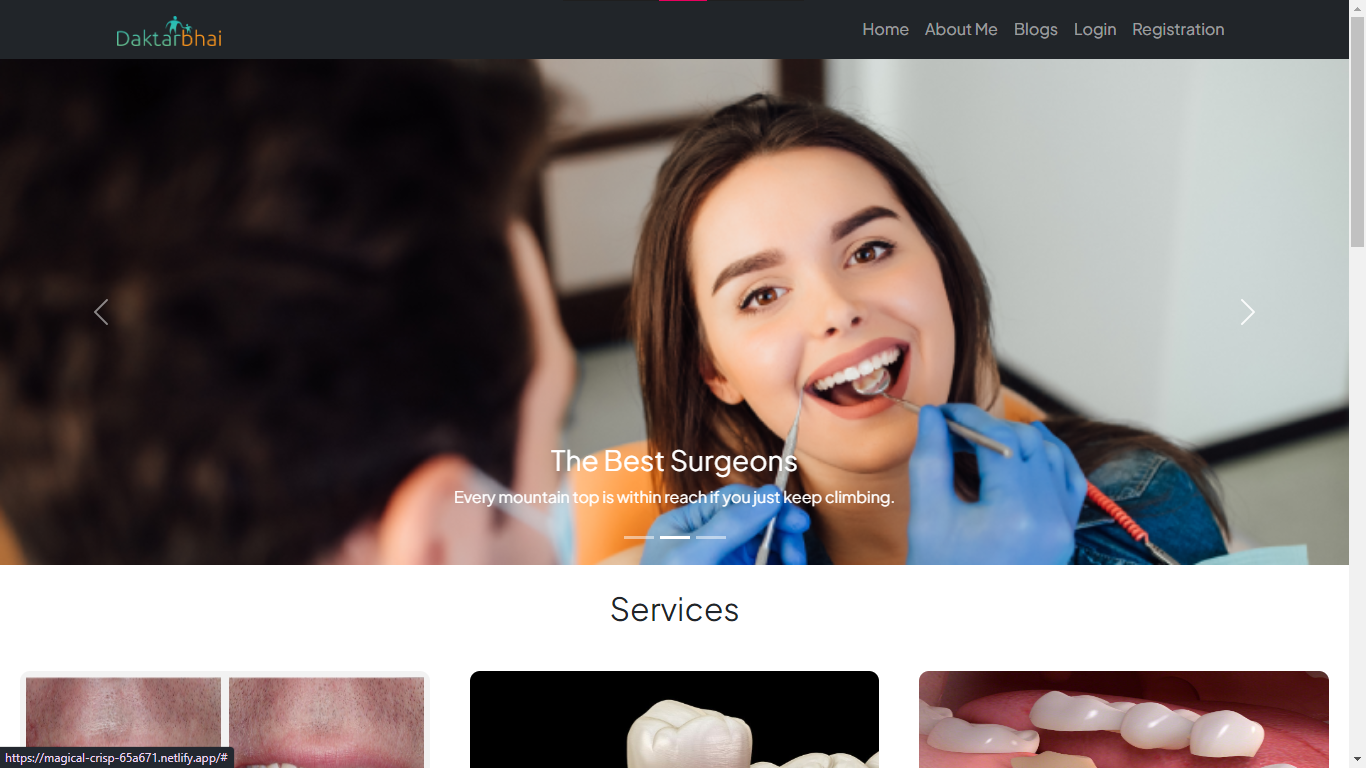 Daktarbhai
Home About Me Blogs Login Registration
The Best Surgeons
Every mountain top is within reach if you just keep climbing.
Services
https://magical-crisp-65a671.netlify.app/#